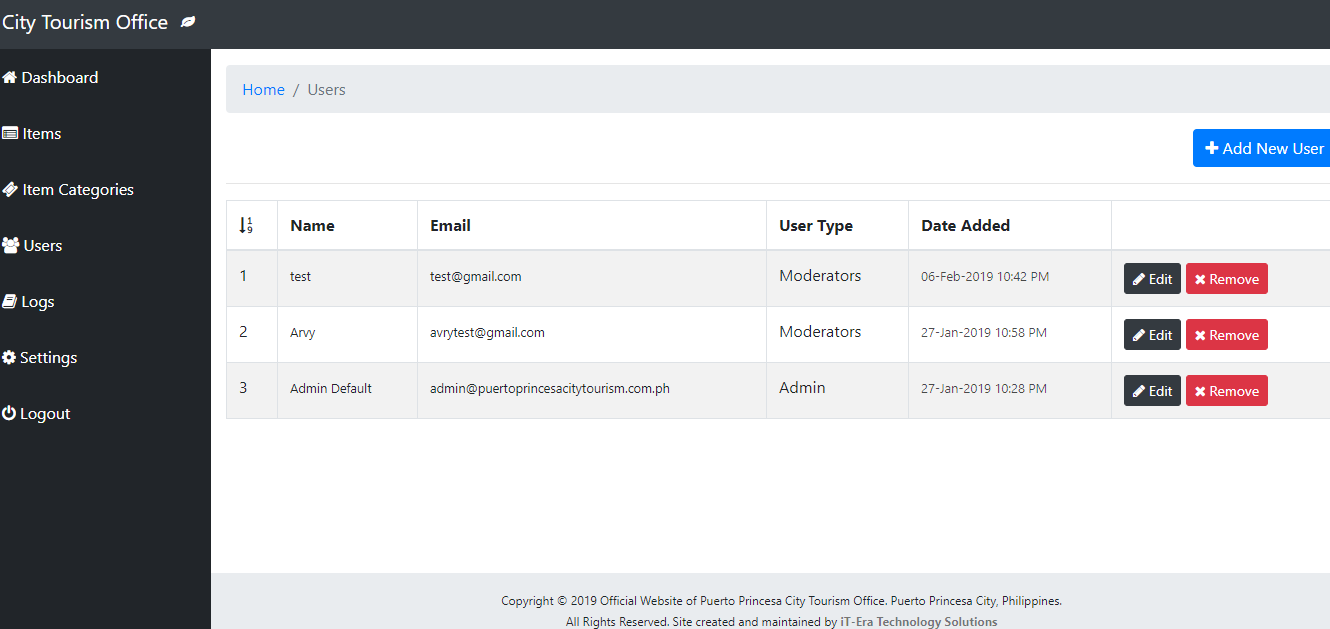 City Tourism Office
Dashboard
Items
Item Categories
Users
Logs
Settings
Logout
Home / Users
Add New User
Name Email User Type Date Added
1 test test@gmail.com Moderators 06-Feb-2019 10:42 PM Edit Remove
2 Arvy avrytest@gmail.com Moderators 27-Jan-2019 10:58 PM Edit Remove
3 Admin Default admin@puertoprincesacitytourism.com.ph Admin 27-Jan-2019 10:28 PM Edit Remove
Copyright © 2019 Official Website of Puerto Princesa City Tourism Office. Puerto Princesa City, Philippines.
All Rights Reserved. Site created and maintained by iT-Era Technology Solutions